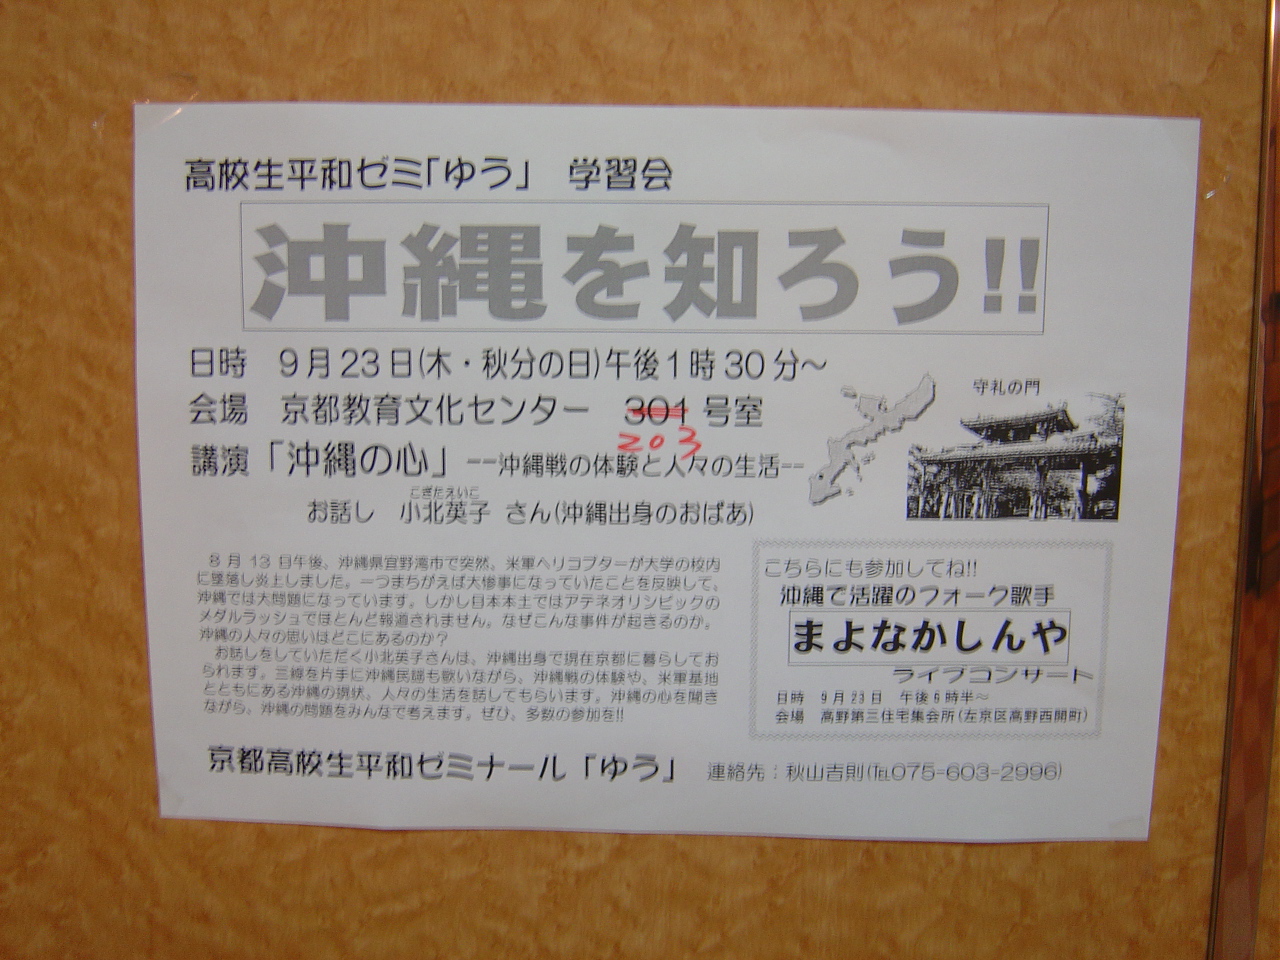 高校生平和ゼミ「ゆう」 学習会
沖縄を知ろう!!
日時 9月23日(木・秋分の日)午後1時30分～
会場 京都教育文化センター 301 号室
203
講演「沖縄の心」--沖縄戦の体験と人々の生活--
こぎたえいこ
お話し 小北英子 さん(沖縄出身のおばあ)
守礼の門
8月13日午後、沖縄県宜野湾市で突然、米軍ヘリコプターが大学の校内
に墜落し炎上しました。一つまちがえば大惨事になっていたことを反映して、
沖縄では大問題になっています。しかし日本本土ではアテネオリンピックの
メダルラッシュでほとんど報道されません。なぜこんな事件が起きるのか。
沖縄の人々の思いはどこにあるのか?
お話しをしていただく小北英子さんは、沖縄出身で現在京都に暮らしてお
られます。三線を片手に沖縄民謡も歌いながら、沖縄戦の体験や、米軍基地
とともにある沖縄の現状、人々の生活を話してもらいます。沖縄の心を聞き
ながら、沖縄の問題をみんなで考えます。ぜひ、多数の参加を!!
こちらにも参加してね!!
沖縄で活躍のフォーク歌手
まよなかしんや
ライブコンサート
日時 9月23日 午後6時半～
会場 高野第三住宅集会所(左京区高野西開町)
京都高校生平和ゼミナール「ゆう」 連絡先:秋山吉則(℡075-603-2996)